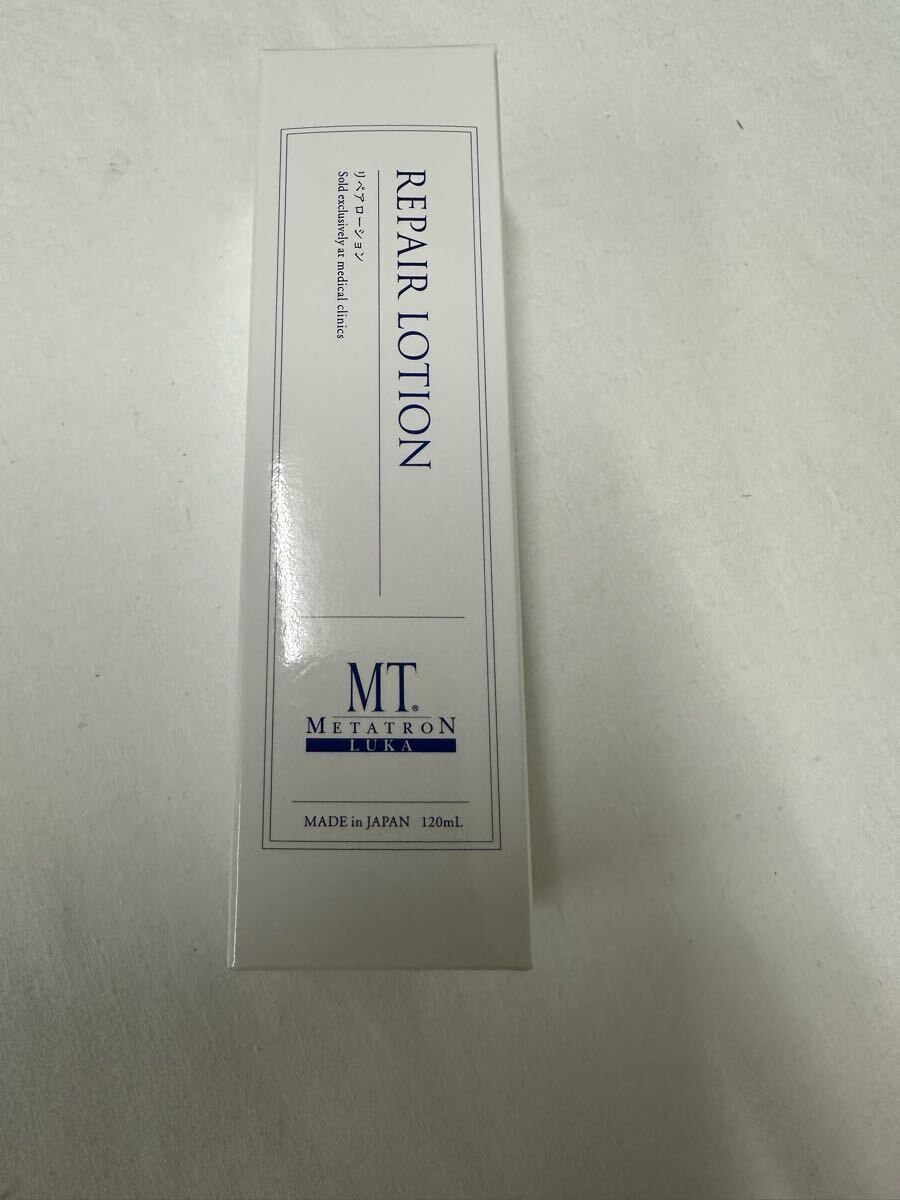 REPAIR LOTION
リペアローション
Sold exclusively at medical clinics
MT®
METATRON
LUKA
MADE in JAPAN 120mL